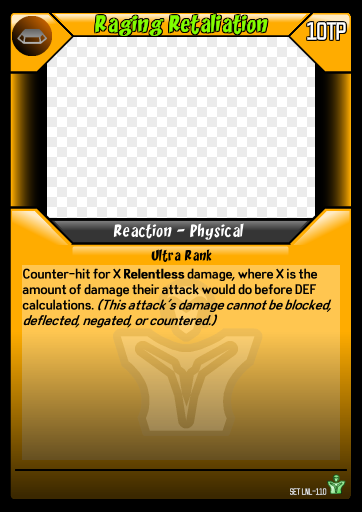 Raging Retaliation
10TP
Reaction - Physical
Ultra Rank
Counter-hit for X Relentless damage, where X is the
amount of damage their attack would do before DEF
calculations. (This attack's damage cannot be blocked,
deflected, negated, or countered.)
SET LNL-110